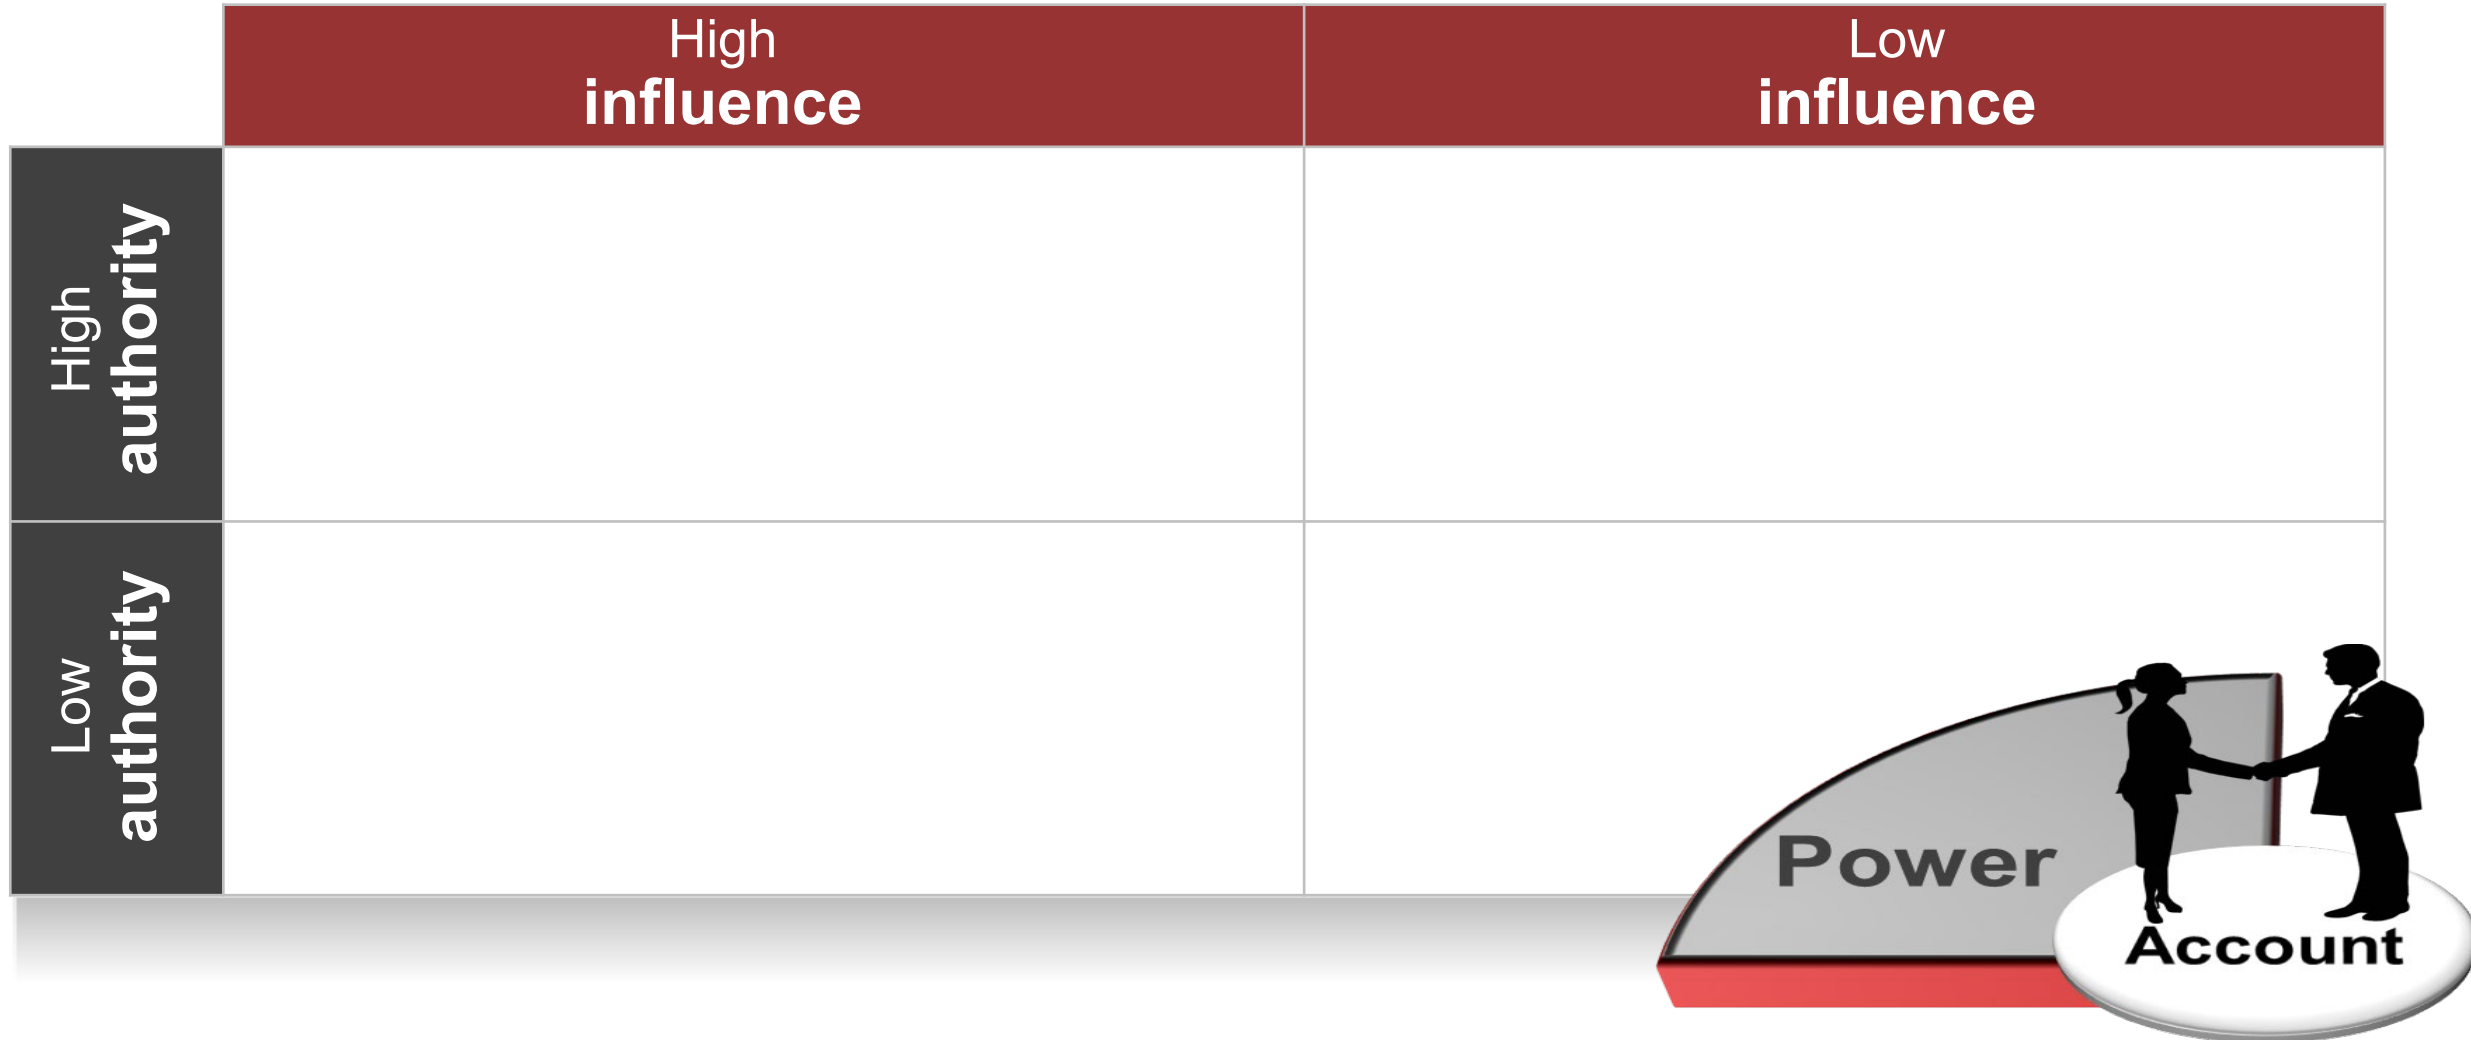 High
influence
Low
influence
High
authority
Low
authority
Power
Account